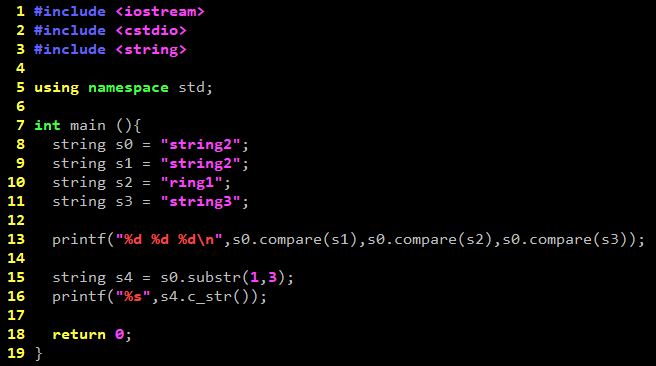 1 #include <iostream>
2 #include <cstdio>
3 #include <string>
4
5 using namespace std;
6
7 int main (){
8   string s0 = "string2";
9   string s1 = "string2";
10   string s2 = "ring1";
11   string s3 = "string3";
12
13   printf("%d %d %d\n",s0.compare(s1),s0.compare(s2),s0.compare(s3));
14
15   string s4 = s0.substr(1,3);
16   printf("%s",s4.c_str());
17
18   return 0;
19 }